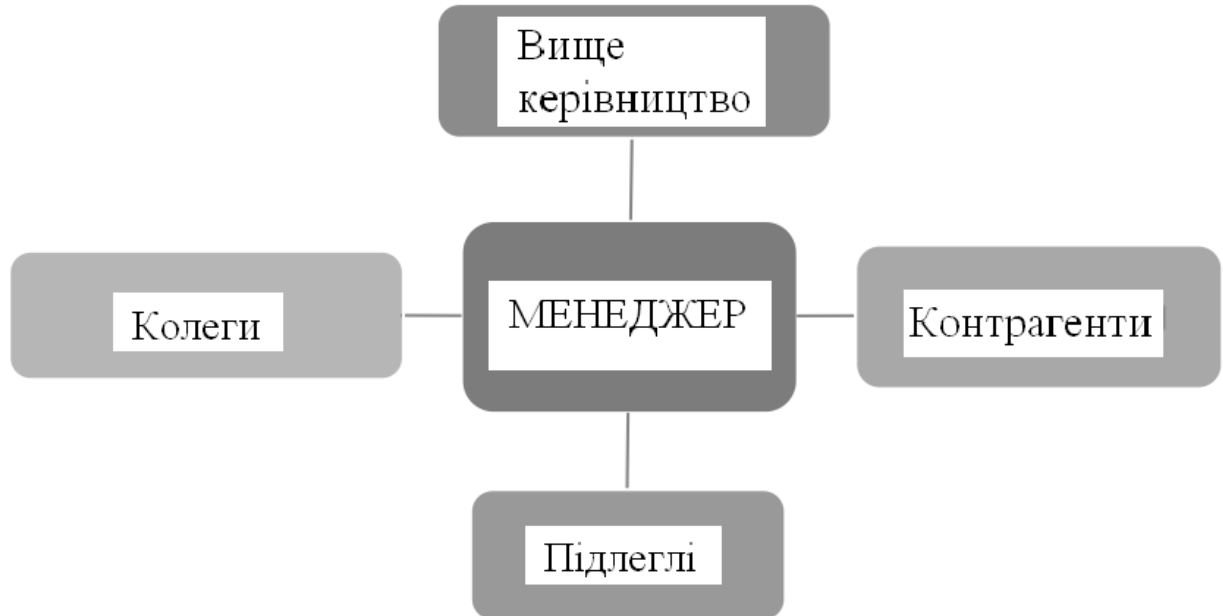 Вище
керівництво
Колеги
МЕНЕДЖЕР
Контрагенти
Підлеглі